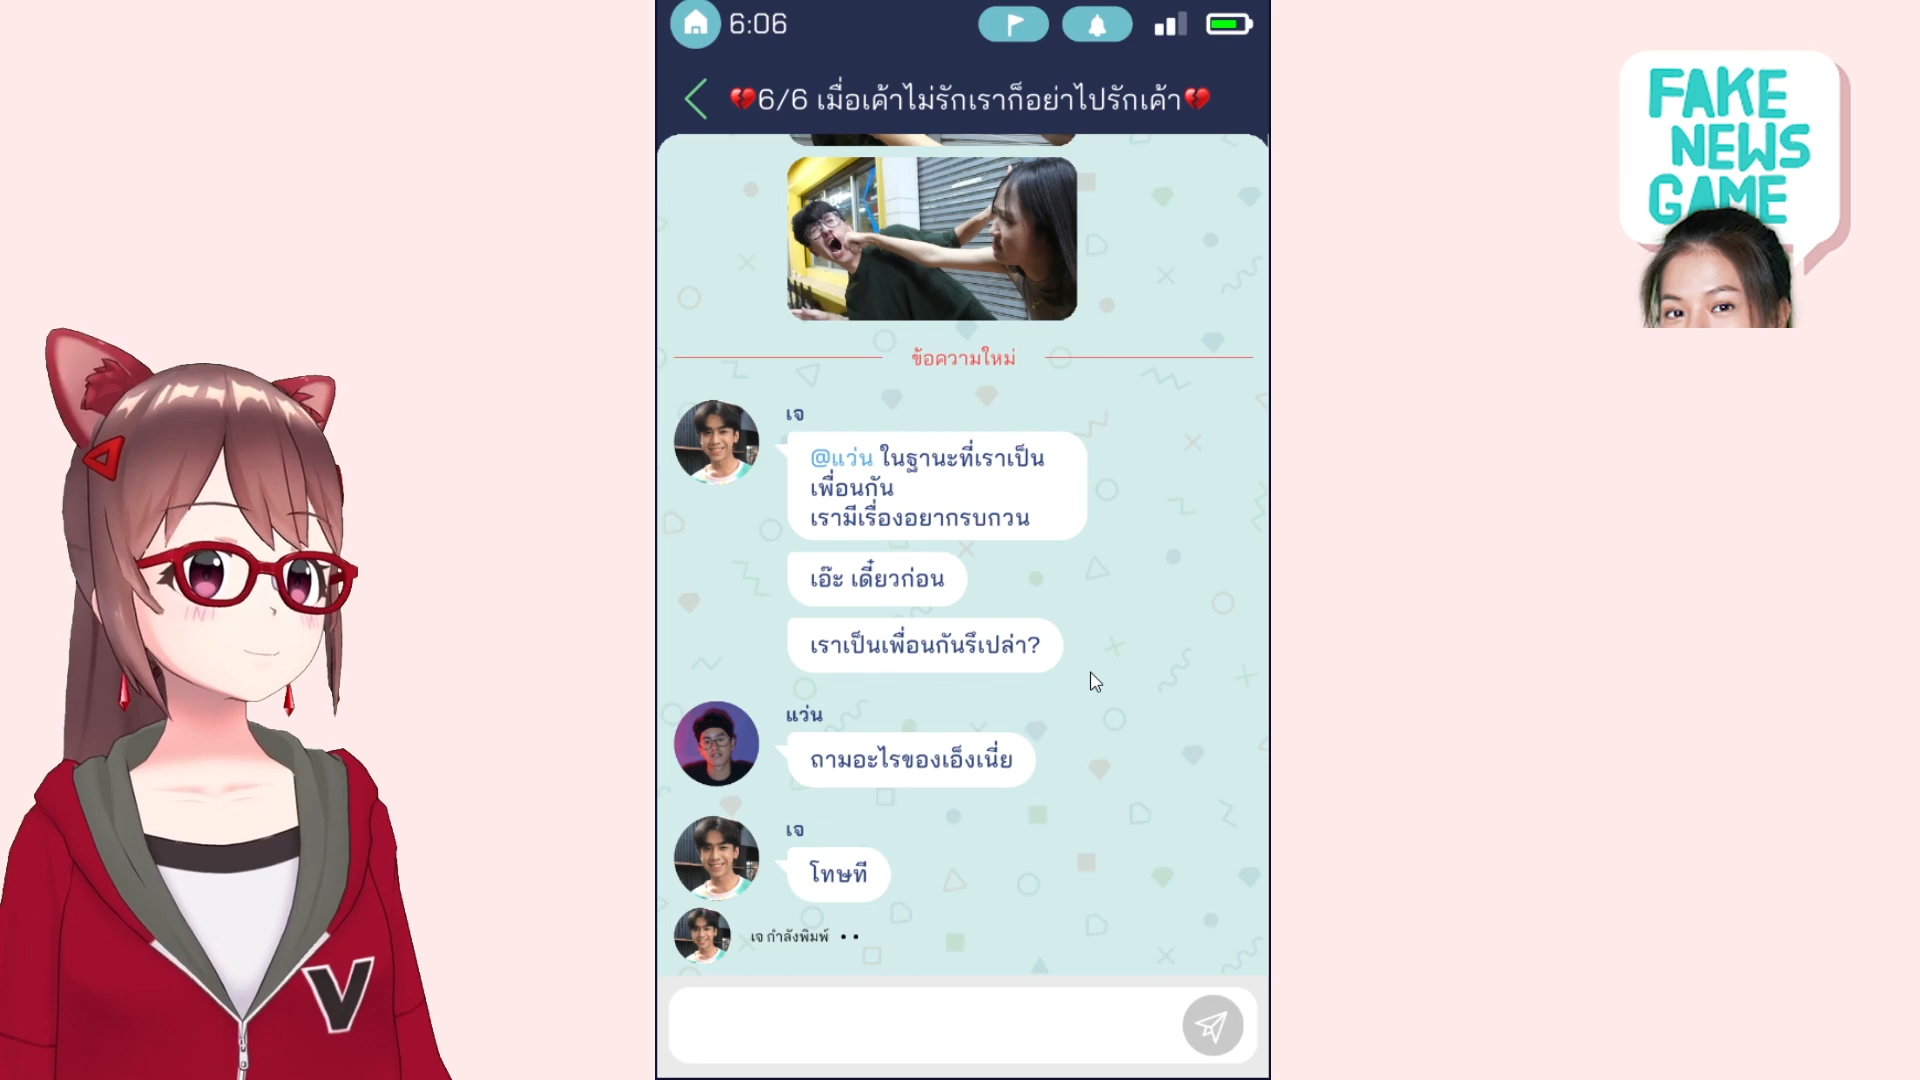 6:06
💔6/6 เมื่อเค้าไม่รักเราก็อย่าไปรักเค้า💔
FAKE
NEWS
GAME
ข้อความใหม่
เจ
@แว่น ในฐานะที่เราเป็น
เพื่อนกัน
เรามีเรื่องอยากรบกวน
เอ๊ะ เดี๋ยวก่อน
เราเป็นเพื่อนกันรึเปล่า?
แว่น
ถามอะไรของเอ็งเนี่ย
เจ
โทษที
เจ กำลังพิมพ์
V